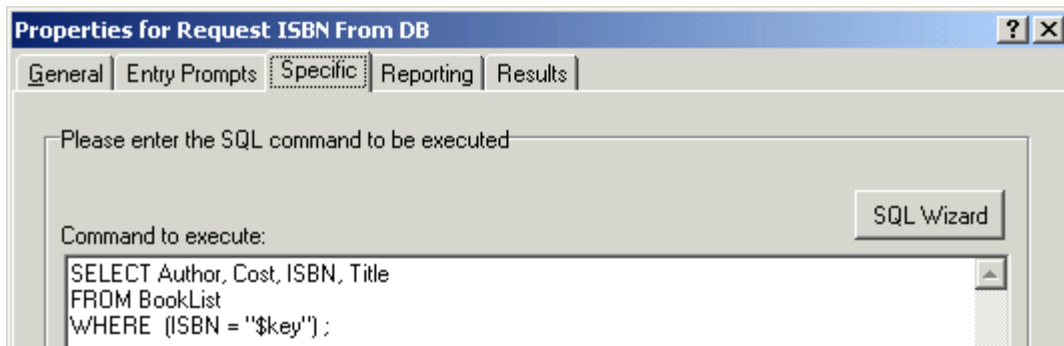 Properties for Request ISBN From DB
General Entry Prompts Specific Reporting Results
Please enter the SQL command to be executed
SQL Wizard
Command to execute:
SELECT Author, Cost, ISBN, Title
FROM BookList
WHERE (ISBN = "$key") ;